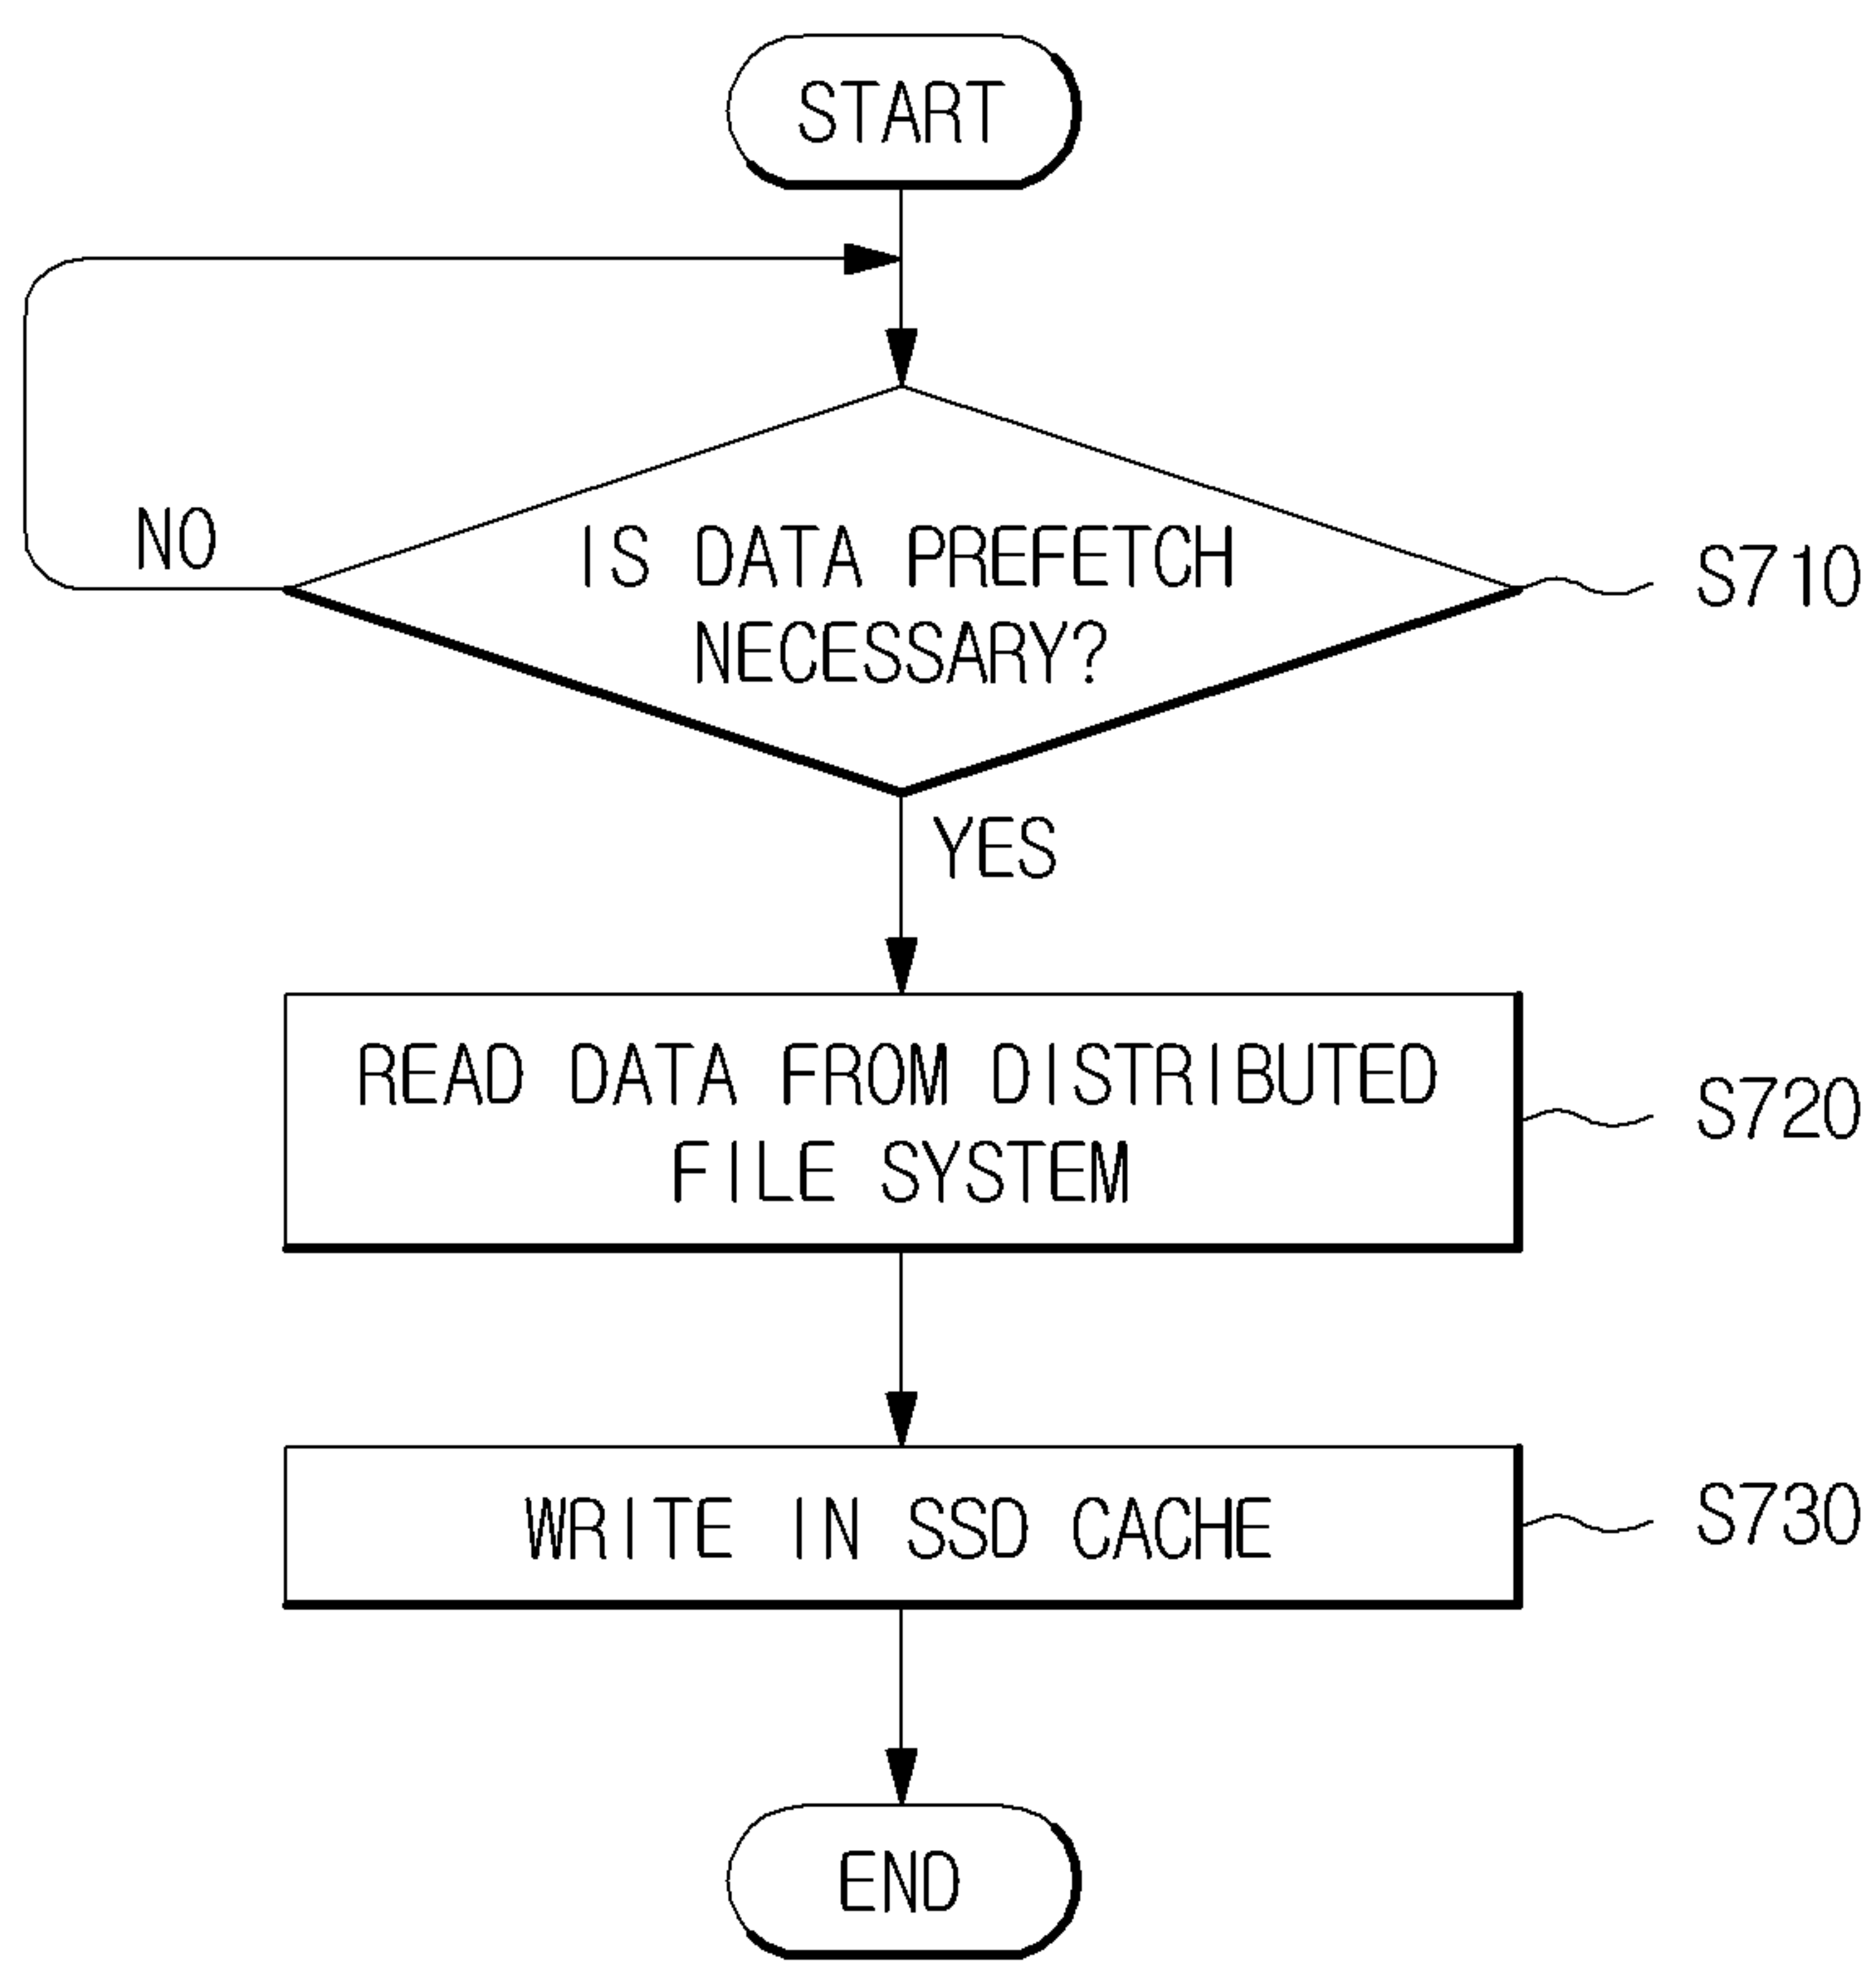 START
NO
IS DATA PREFETCH
NECESSARY?
S710
YES
READ DATA FROM DISTRIBUTED
FILE SYSTEM
S720
WRITE IN SSD CACHE
S730
END